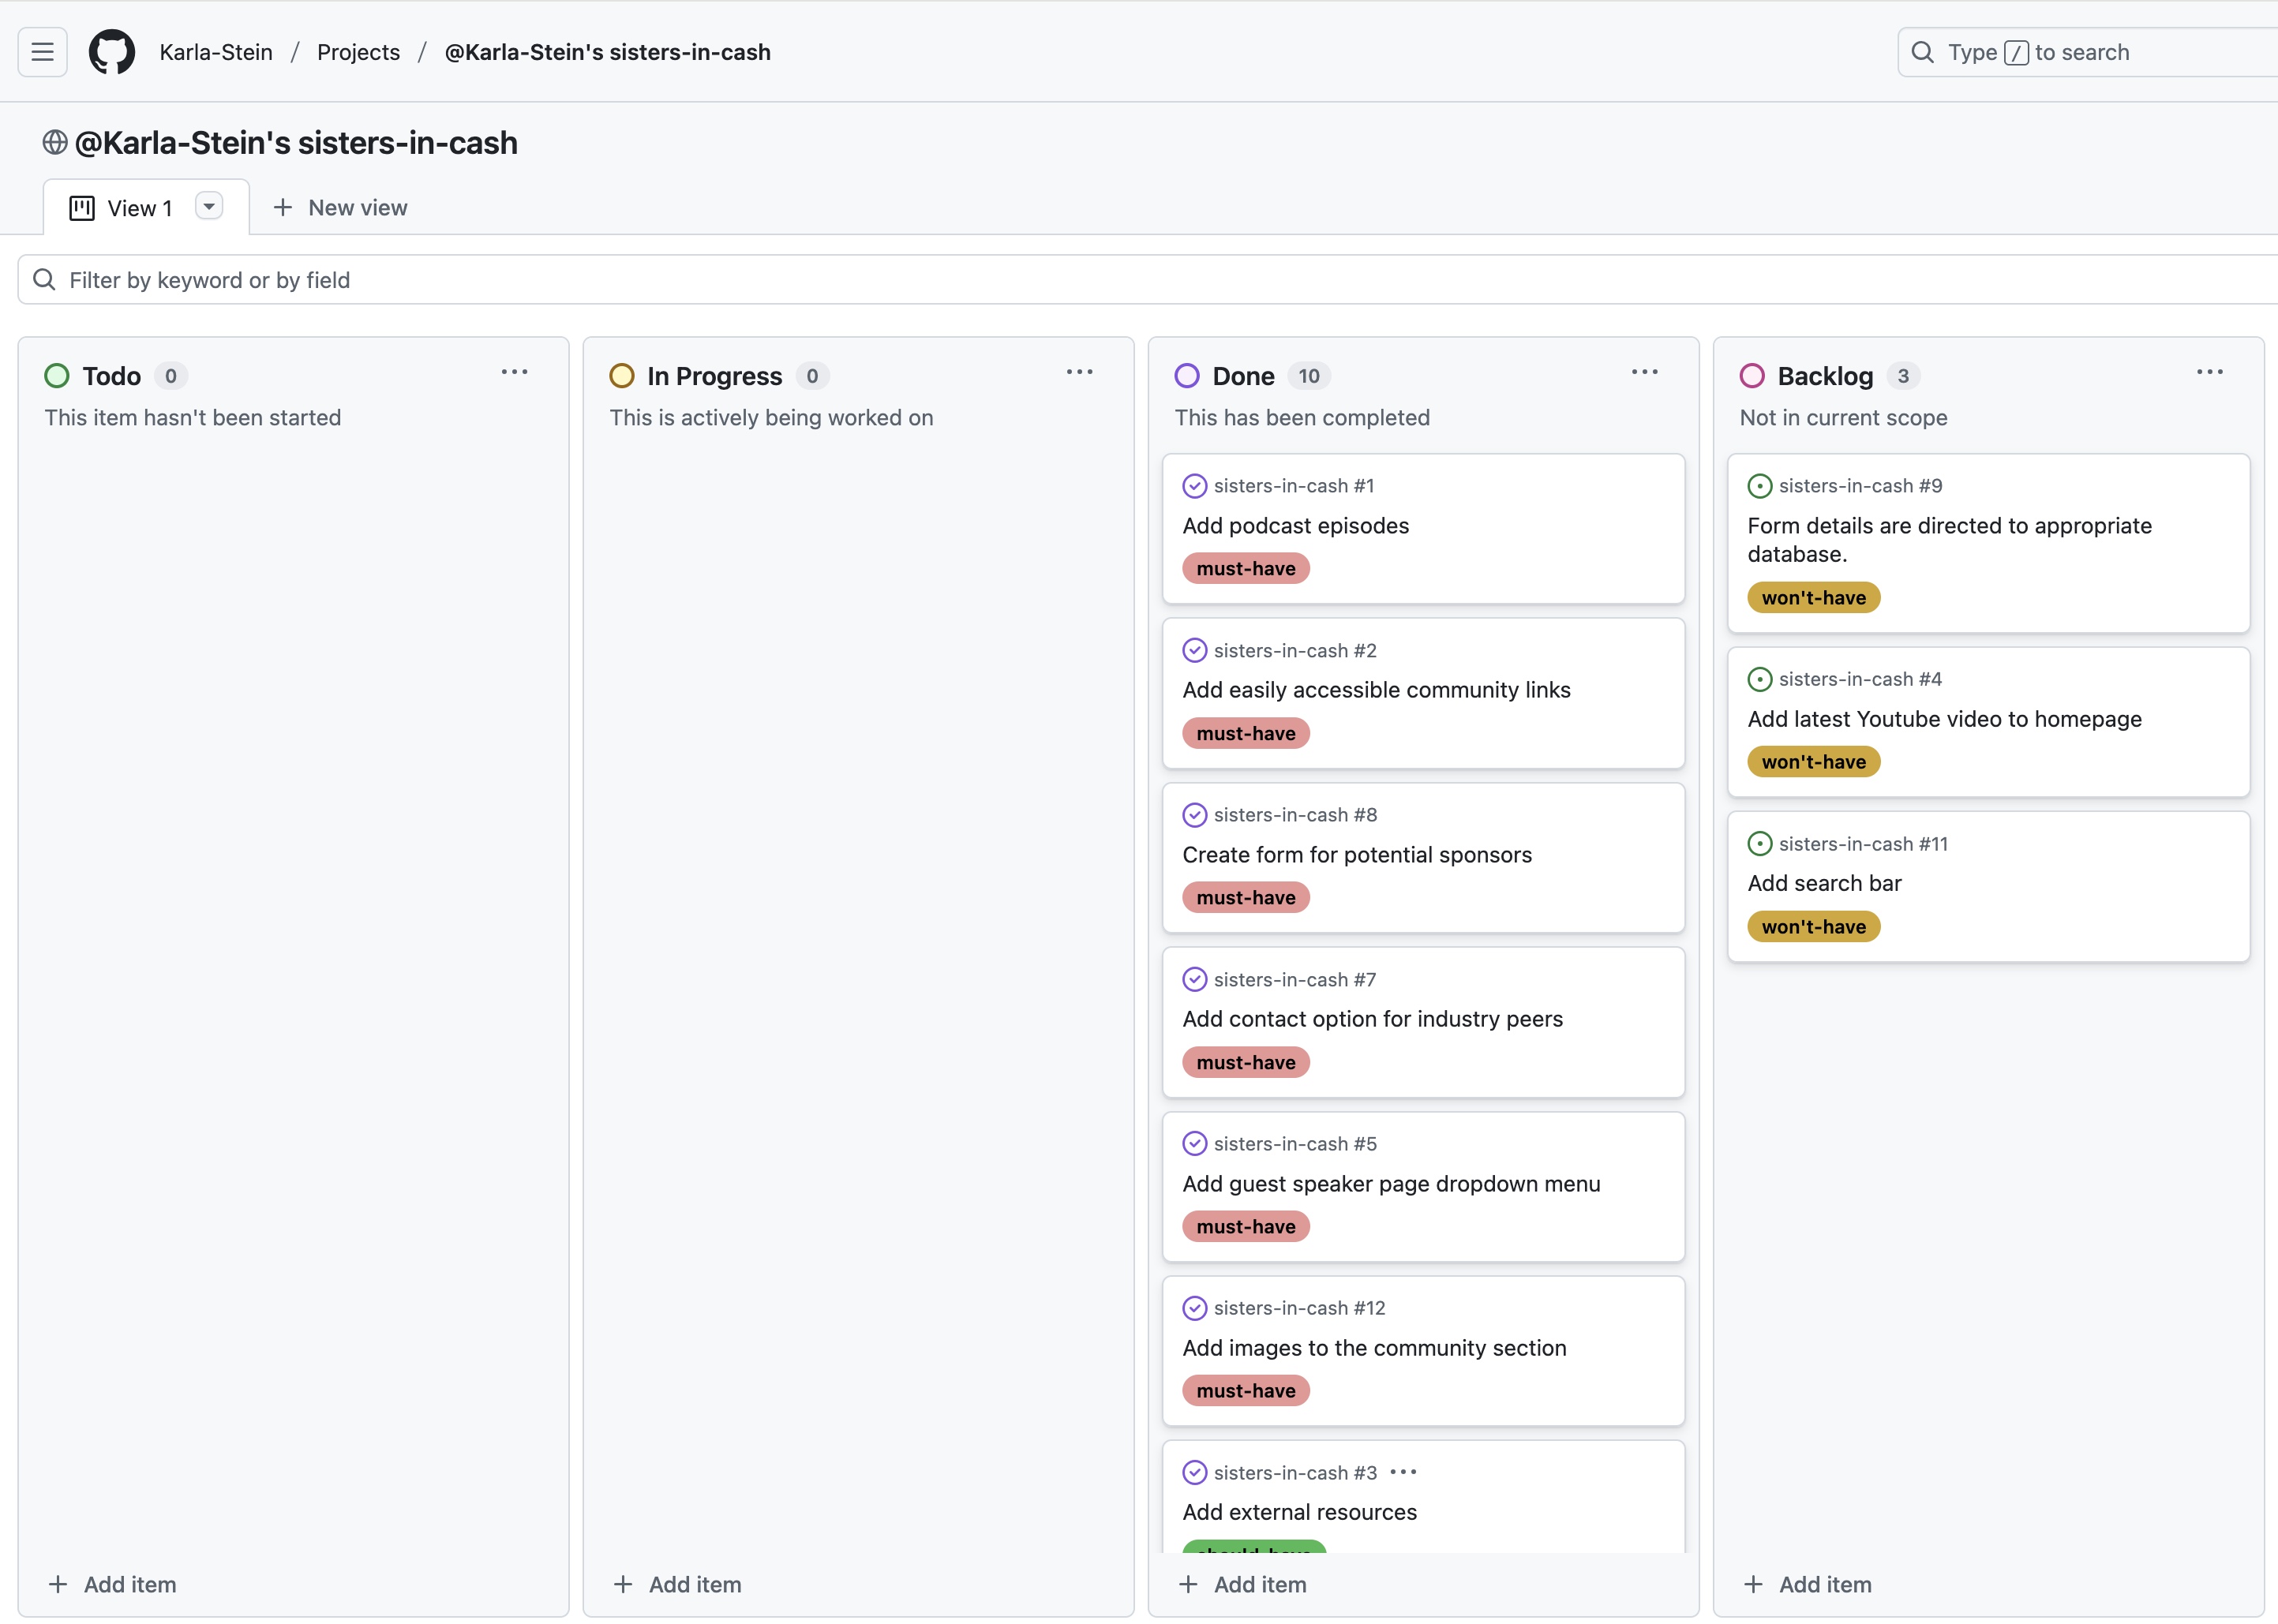 Karla-Stein / Projects / @Karla-Stein's sisters-in-cash
Type / to search
@Karla-Stein's sisters-in-cash
View 1
New view
Filter by keyword or by field
Todo 0
This item hasn't been started
Add item
In Progress 0
This is actively being worked on
Add item
Done 10
This has been completed
sisters-in-cash #1
Add podcast episodes
must-have
sisters-in-cash #2
Add easily accessible community links
must-have
sisters-in-cash #8
Create form for potential sponsors
must-have
sisters-in-cash #7
Add contact option for industry peers
must-have
sisters-in-cash #5
Add guest speaker page dropdown menu
must-have
sisters-in-cash #12
Add images to the community section
must-have
sisters-in-cash #3
Add external resources
should-have
Add item
Backlog 3
Not in current scope
sisters-in-cash #9
Form details are directed to appropriate
database.
won't-have
sisters-in-cash #4
Add latest Youtube video to homepage
won't-have
sisters-in-cash #11
Add search bar
won't-have
Add item